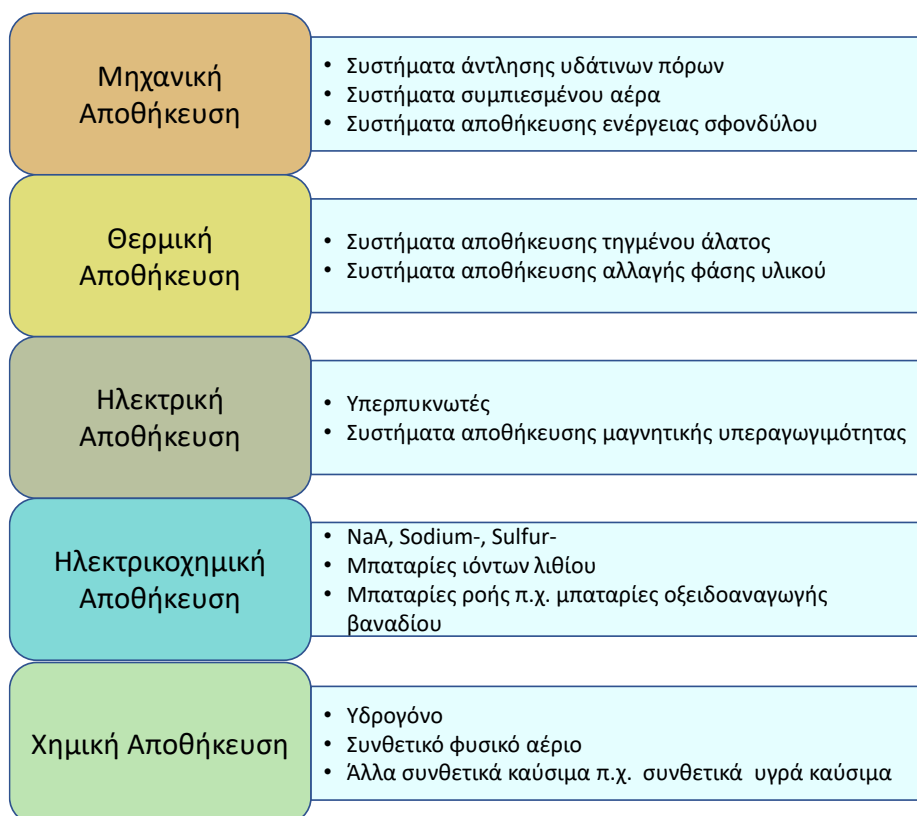 Μηχανική
Αποθήκευση
• Συστήματα άντλησης υδάτινων πόρων
• Συστήματα συμπιεσμένου αέρα
• Συστήματα αποθήκευσης ενέργειας σφονδύλου
Θερμική
Αποθήκευση
• Συστήματα αποθήκευσης τηγμένου άλατος
• Συστήματα αποθήκευσης αλλαγής φάσης υλικού
Ηλεκτρική
Αποθήκευση
• Υπερπυκνωτές
• Συστήματα αποθήκευσης μαγνητικής υπεραγωγιμότητας
Ηλεκτρικοχημική
Αποθήκευση
• NaA, Sodium-, Sulfur-
• Μπαταρίες ιόντων λιθίου
• Μπαταρίες ροής π.χ. μπαταρίες οξειδοαναγωγής
βαναδίου
Χημική Αποθήκευση
• Υδρογόνο
• Συνθετικό φυσικό αέριο
• Άλλα συνθετικά καύσιμα π.χ. συνθετικά υγρά καύσιμα